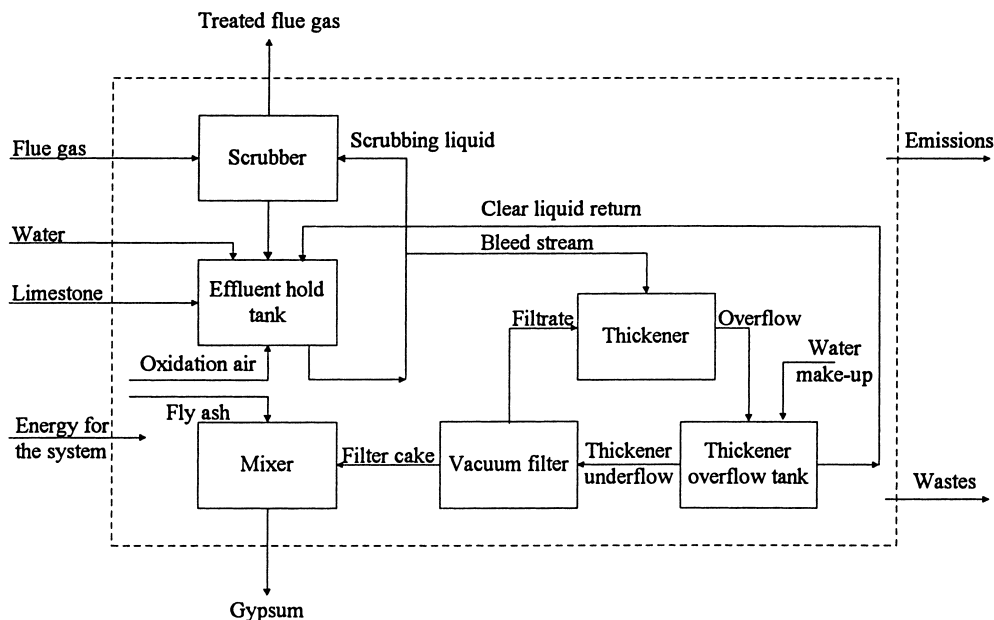 Treated flue gas
Flue gas
Scrubber
Scrubbing liquid
Emissions
Water
Clear liquid return
Bleed stream
Limestone
Effluent hold
tank
Filtrate
Thickener
Overflow
Oxidation air
Water
make-up
Fly ash
Energy for
the system
Mixer
Filter cake
Vacuum filter
Thickener
underflow
Thickener
overflow tank
Wastes
Gypsum